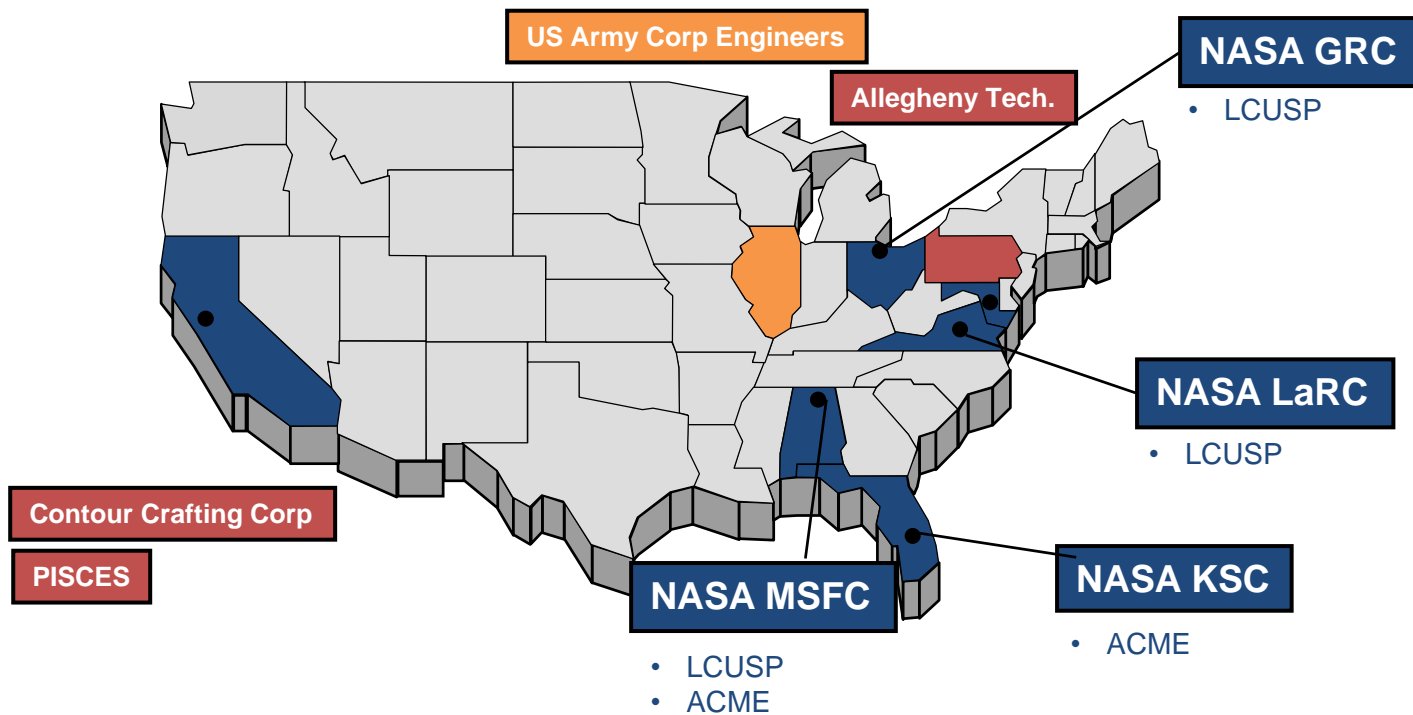 US Army Corp Engineers
NASA GRC
• LCUSP
Allegheny Tech.
NASA LaRC
• LCUSP
Contour Crafting Corp
PISCES
NASA MSFC
• LCUSP
• ACME
NASA KSC
• ACME